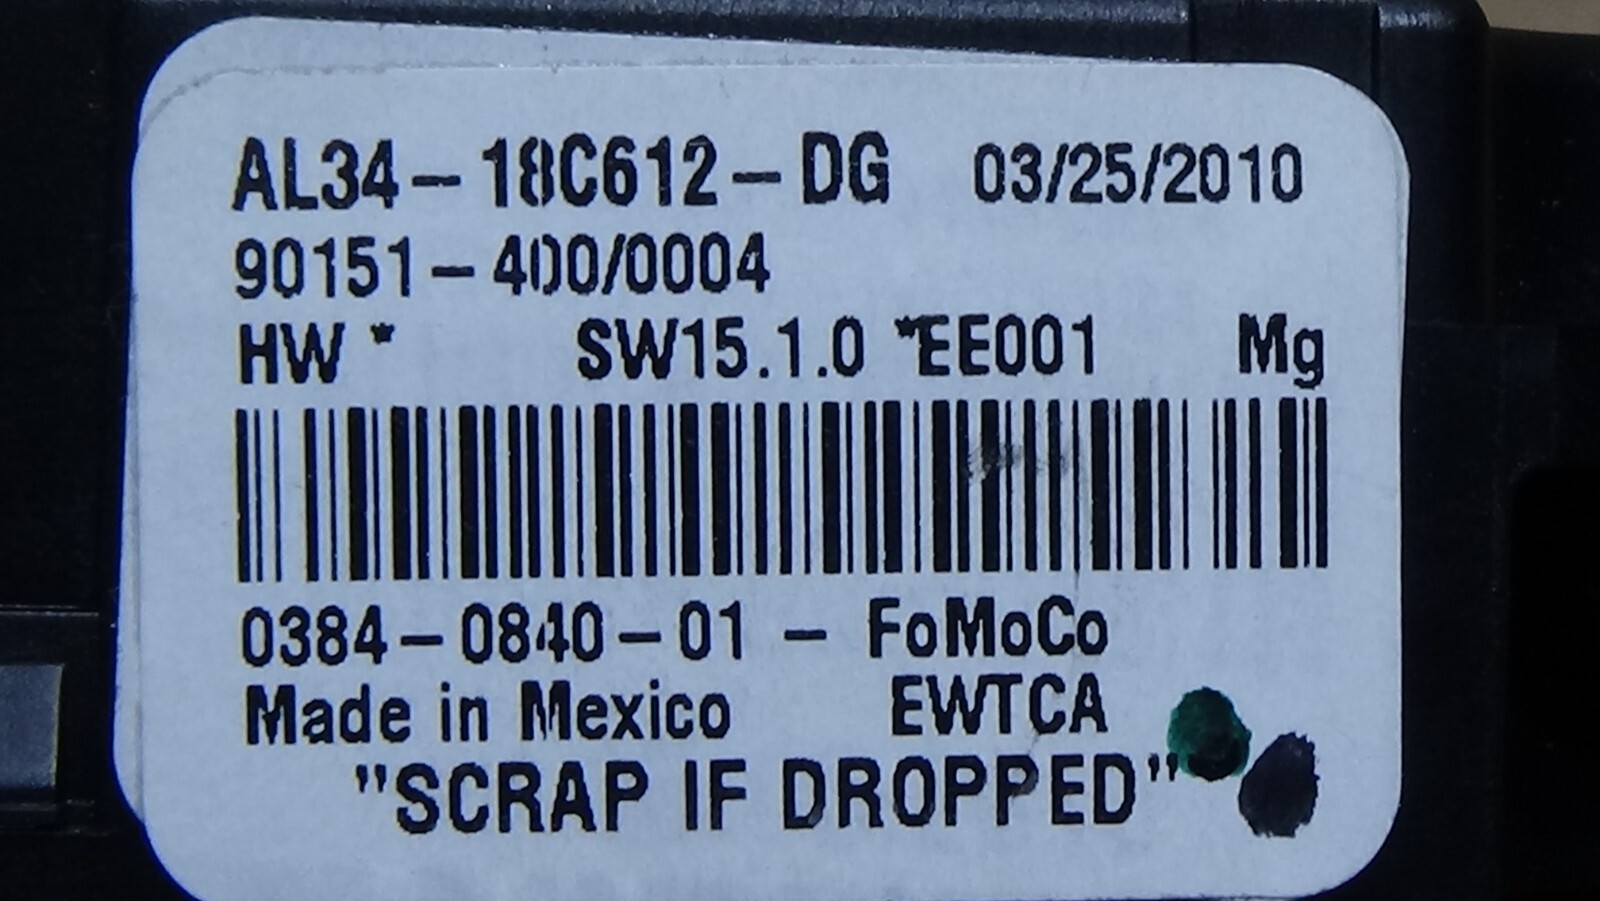 AL34-18C612-DG 03/25/2010
90151-400/0004
HW * SW15.1.0 *EE001 Mg
0384-0840-01 - FoMoCo
Made in Mexico EWTCA
"SCRAP IF DROPPED"